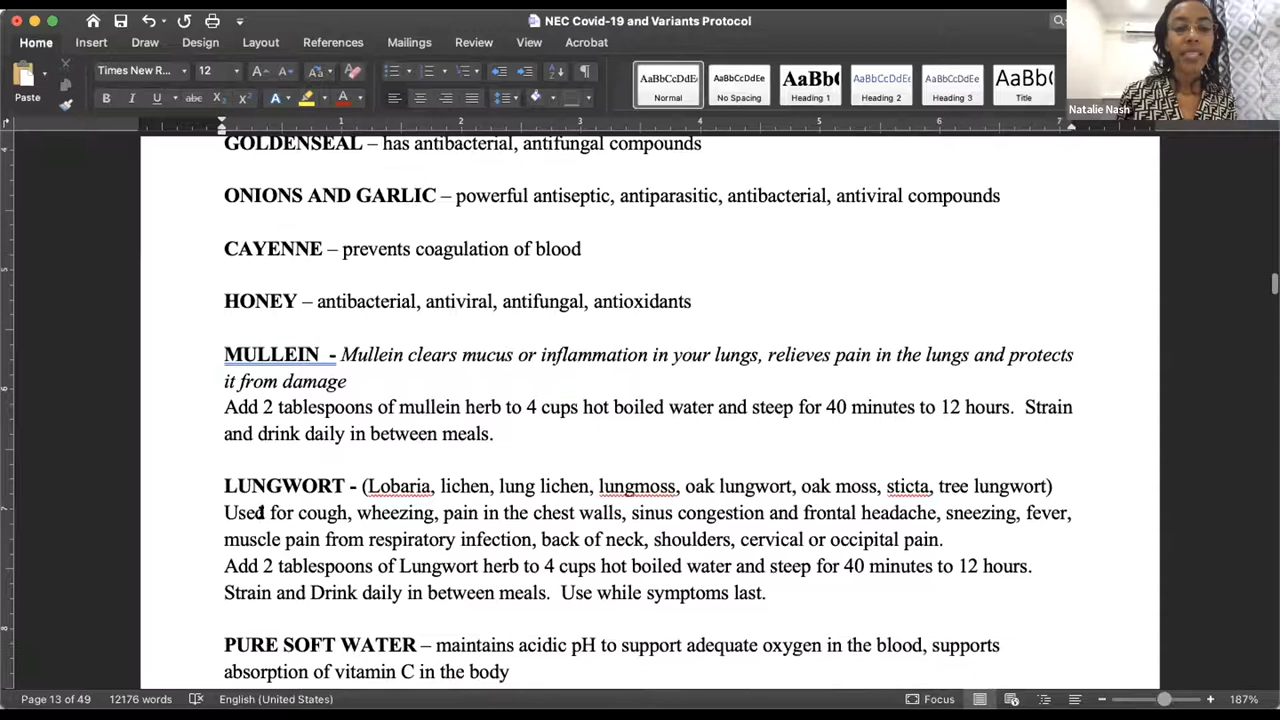 NEC Covid-19 and Variants Protocol
Home Insert Draw Design Layout References Mailings Review View Acrobat
Paste
Times New R... 12
AaBbCcDdEe AaBbCcDdEe AaBb( AaBbCcDdEe AaBbCcDdEe AaBbC
Normal No Spacing Heading 1 Heading 2 Heading 3 Title
Natalie Nash
1 2 3 4 5 6 7
GOLDENSEAL – has antibacterial, antifungal compounds
ONIONS AND GARLIC – powerful antiseptic, antiparasitic, antibacterial, antiviral compounds
CAYENNE – prevents coagulation of blood
HONEY – antibacterial, antiviral, antifungal, antioxidants
MULLEIN - Mullein clears mucus or inflammation in your lungs, relieves pain in the lungs and protects
it from damage
Add 2 tablespoons of mullein herb to 4 cups hot boiled water and steep for 40 minutes to 12 hours. Strain
and drink daily in between meals.
LUNGWORT - (Lobaria, lichen, lung lichen, lungmoss, oak lungwort, oak moss, sticta, tree lungwort)
Used for cough, wheezing, pain in the chest walls, sinus congestion and frontal headache, sneezing, fever,
muscle pain from respiratory infection, back of neck, shoulders, cervical or occipital pain.
Add 2 tablespoons of Lungwort herb to 4 cups hot boiled water and steep for 40 minutes to 12 hours.
Strain and Drink daily in between meals. Use while symptoms last.
PURE SOFT WATER – maintains acidic pH to support adequate oxygen in the blood, supports
absorption of vitamin C in the body
Page 13 of 49 12176 words English (United States) Focus 187%